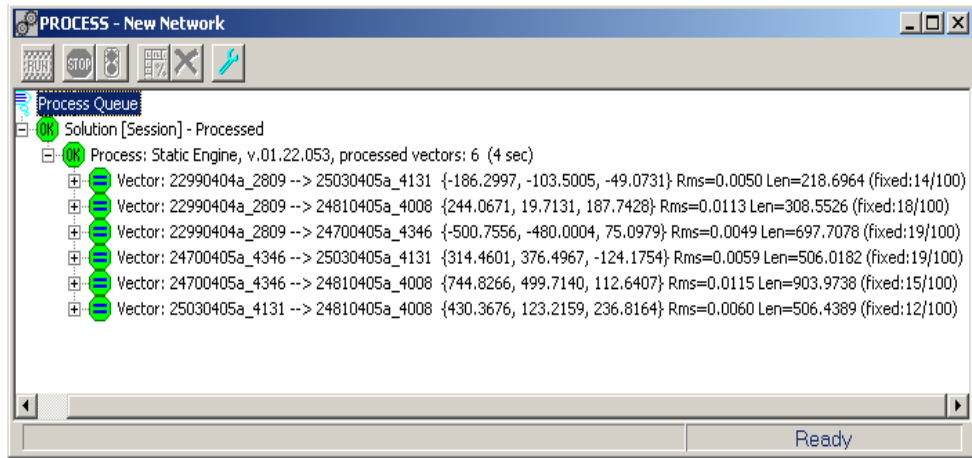 PROCESS - New Network
RUN STOP
Process Queue
OK Solution [Session] - Processed
OK Process: Static Engine, v.01.22.053, processed vectors: 6 (4 sec)
Vector: 22990404a_2809 --> 25030405a_4131 {-186.2997, -103.5005, -49.0731} Rms=0.0050 Len=218.6964 (fixed:14/100)
Vector: 22990404a_2809 --> 24810405a_4008 {244.0671, 19.7131, 187.7428} Rms=0.0113 Len=308.5526 (fixed:18/100)
Vector: 22990404a_2809 --> 24700405a_4346 {-500.7556, -480.0004, 75.0979} Rms=0.0049 Len=697.7078 (fixed:19/100)
Vector: 24700405a_4346 --> 25030405a_4131 {314.4601, 376.4967, -124.1754} Rms=0.0059 Len=506.0182 (fixed:19/100)
Vector: 24700405a_4346 --> 24810405a_4008 {744.8266, 499.7140, 112.6407} Rms=0.0115 Len=903.9738 (fixed:15/100)
Vector: 25030405a_4131 --> 24810405a_4008 {430.3676, 123.2159, 236.8164} Rms=0.0060 Len=506.4389 (fixed:12/100)
Ready